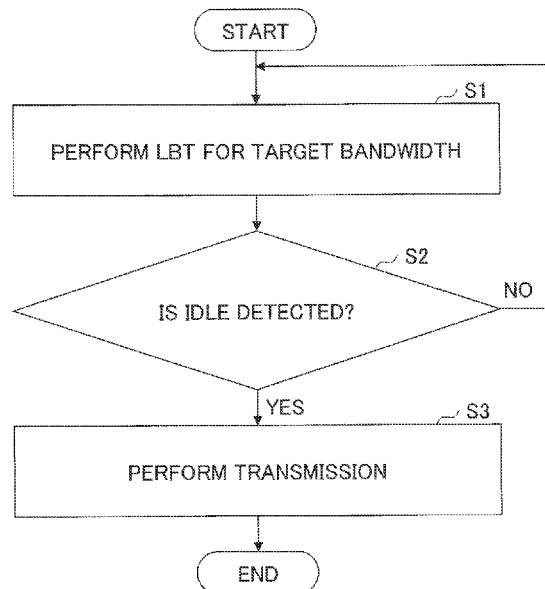 START
S1
PERFORM LBT FOR TARGET BANDWIDTH
S2
IS IDLE DETECTED?
NO
YES
S3
PERFORM TRANSMISSION
END